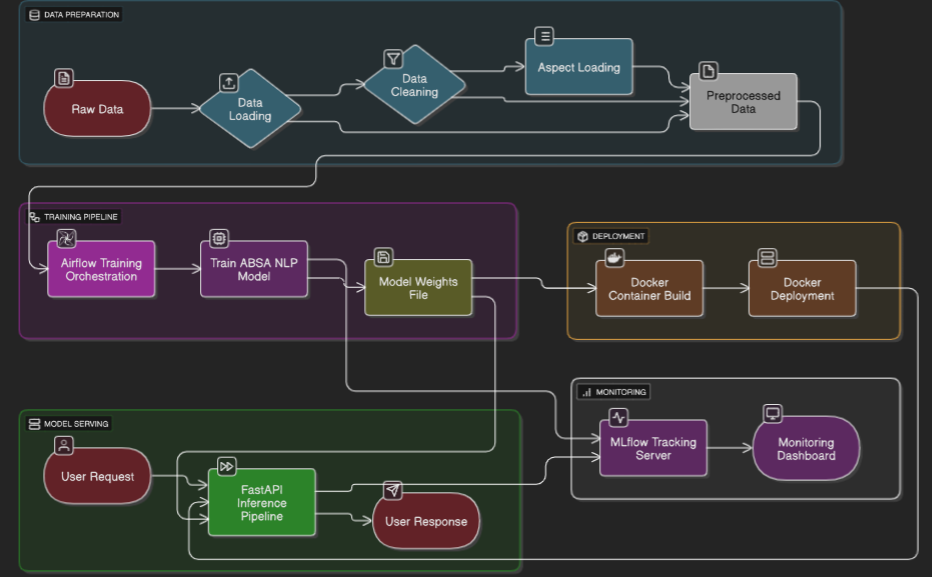 DATA PREPARATION
Raw Data
Data
Loading
Data
Cleaning
Aspect Loading
Preprocessed
Data
TRAINING PIPELINE
Airflow Training
Orchestration
Train ABSA NLP
Model
Model Weights
File
DEPLOYMENT
Docker
Container Build
Docker
Deployment
MONITORING
MLflow Tracking
Server
Monitoring
Dashboard
MODEL SERVING
User Request
FastAPI
Inference
Pipeline
User Response